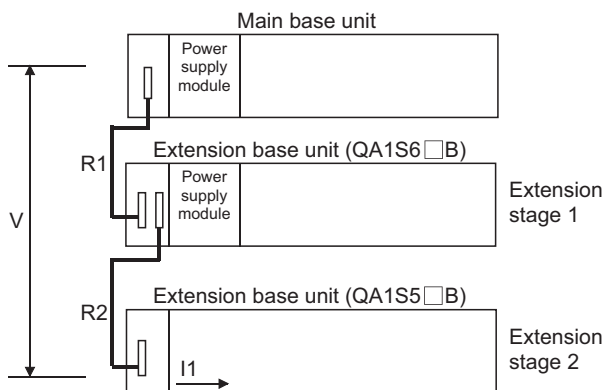 Main base unit
Power
supply
module
R1
Extension base unit (QA1S6□B)
Power
supply
module
Extension
stage 1
V
R2
Extension base unit (QA1S5□B)
I1
Extension
stage 2